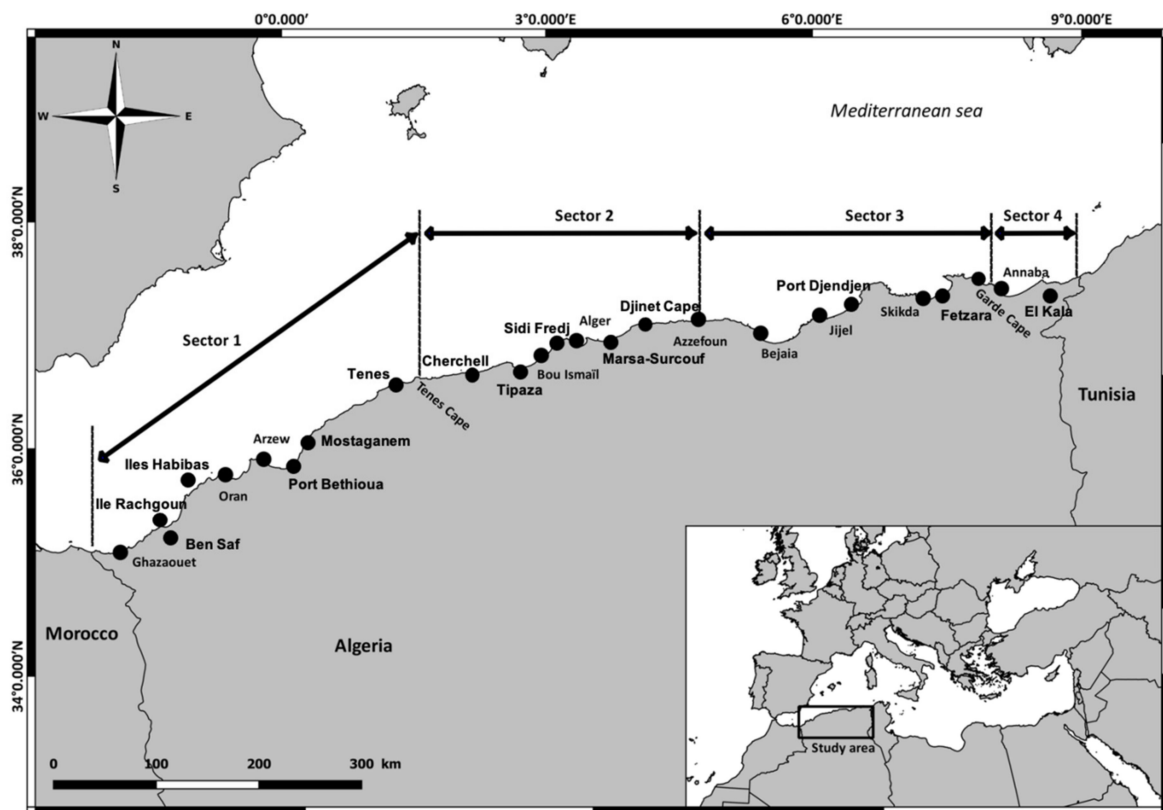 0°0.000'E 3°0.000'E 6°0.000'E 9°0.000'E
N
W E
S
Mediterranean sea
38°0.000'N
Sector 2 Sector 3 Sector 4
Sector 1
Port Djendjen
Annaba
Garde Cape
Skikda
Fetzara
El Kala
Djinet Cape
Alger
Sidi Fredj
Jijel
Azzefoun
Bejaia
Marsa-Surcouf
Bou Ismaïl
Cherchell
Tipaza
Tenes
Tenes Cape
Tunisia
36°0.000'N
Mostaganem
Arzew
Iles Habibas
Port Bethioua
Oran
Ile Rachgoun
Ben Saf
Ghazaouet
Morocco
Algeria
34°0.000'N
Study area
0 100 200 300 km